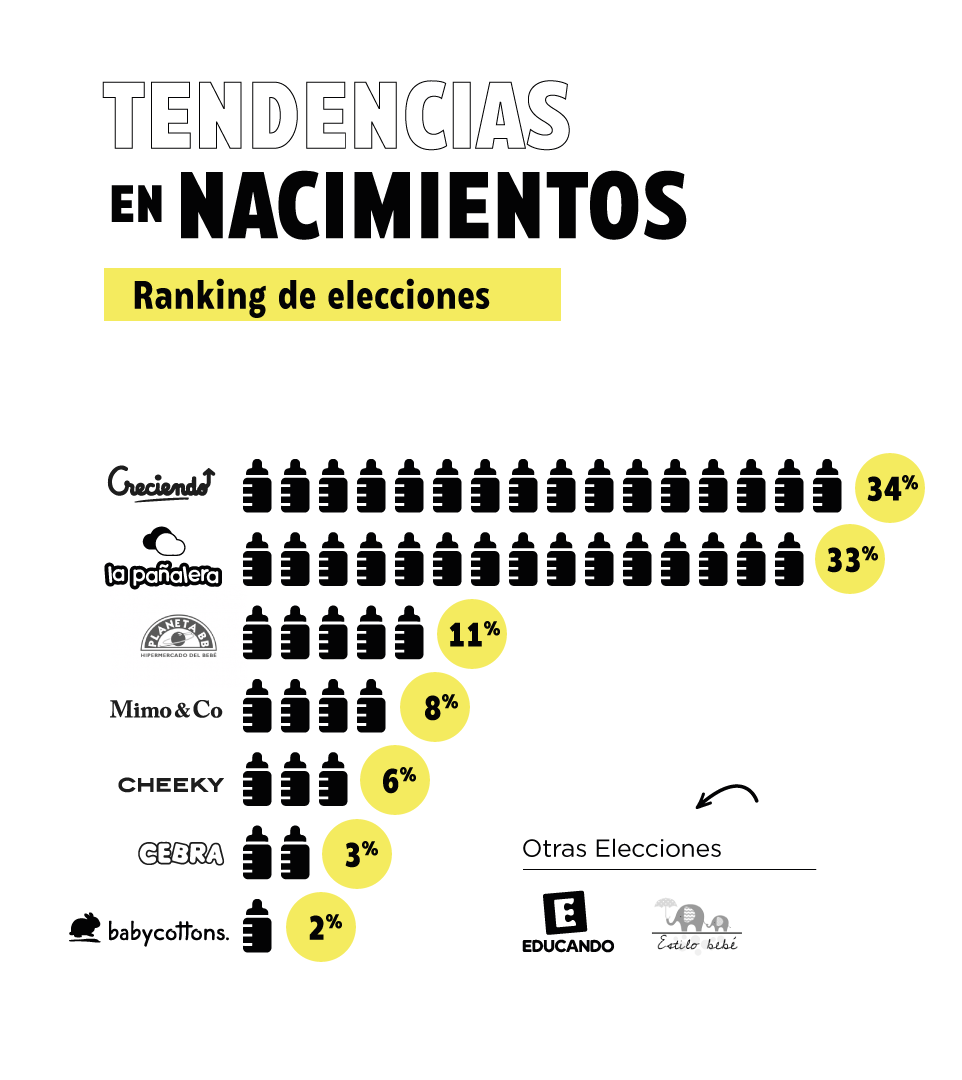 TENDENCIAS
EN NACIMIENTOS
Ranking de elecciones
Creciendo
34%
la pañalera
33%
PLANETA BB
HIPERMERCADO DEL BEBÉ
11%
Mimo & Co
8%
CHEEKY
6%
CEBRA
3%
babycottons.
2%
Otras Elecciones
E
EDUCANDO
Estilo bebé